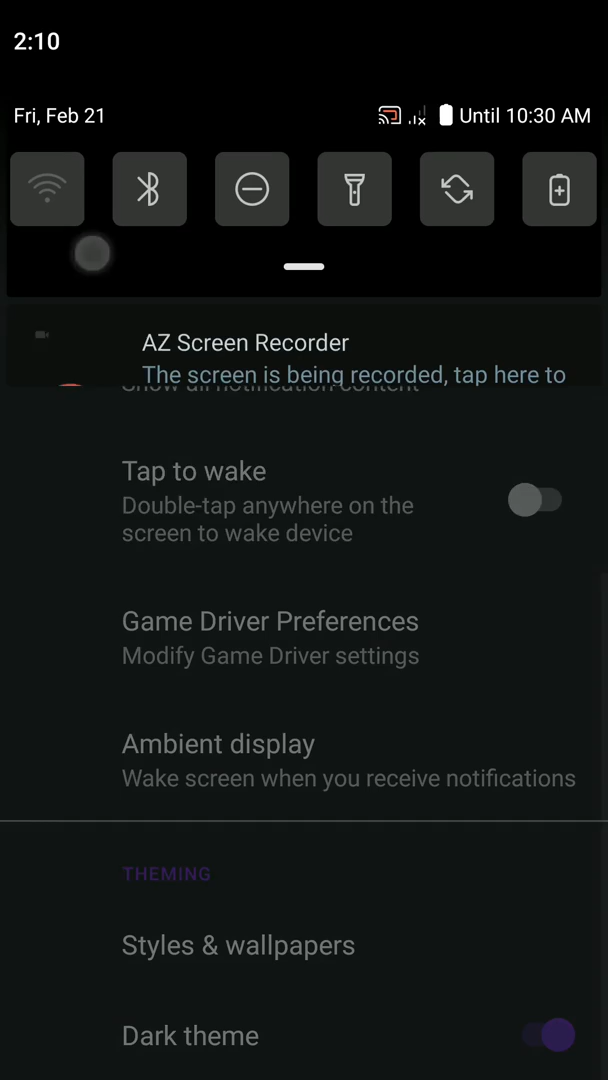 2:10
Fri, Feb 21
Until 10:30 AM
AZ Screen Recorder
The screen is being recorded, tap here to
Show all notification content
Tap to wake
Double-tap anywhere on the
screen to wake device
Game Driver Preferences
Modify Game Driver settings
Ambient display
Wake screen when you receive notifications
THEMING
Styles & wallpapers
Dark theme